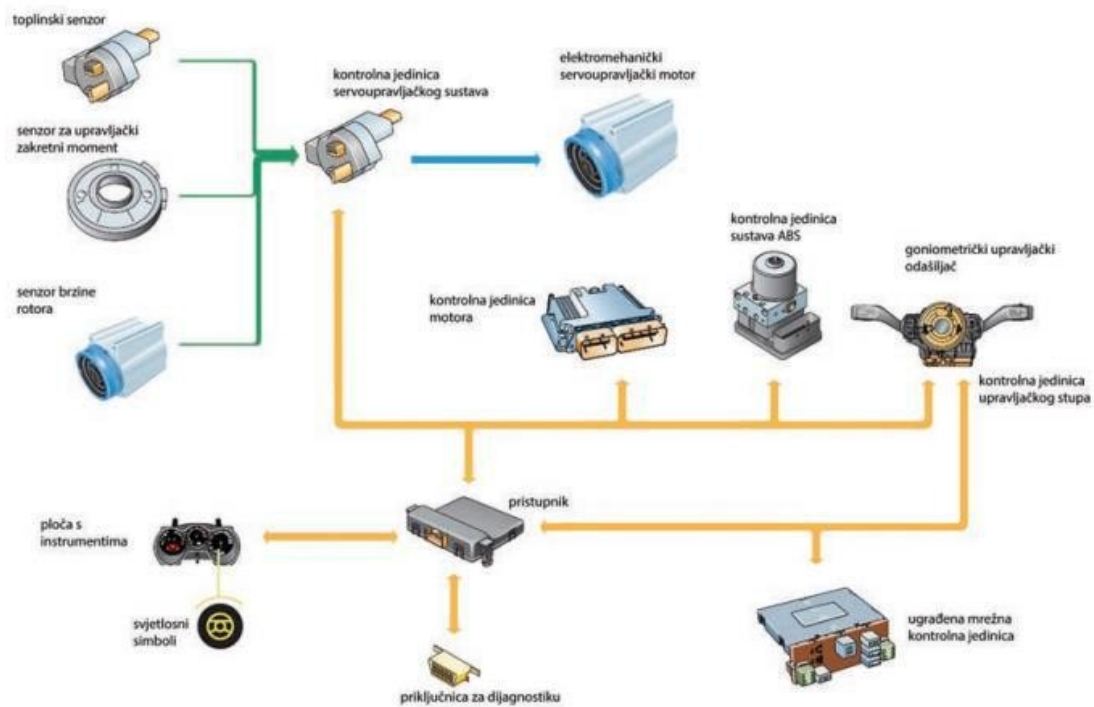 toplinski senzor
kontrolna jedinica
servoupravljačkog sustava
elektromehanički
servoupravljački motor
senzor za upravljački
zakretni moment
kontrolna jedinica
sustava ABS
goniometrički upravljački
odašiljač
senzor brzine
rotora
kontrolna jedinica
motora
kontrolna jedinica
upravljačkog stupa
pristupnik
ploča s
instrumentima
svjetlosni
simboli
ugrađena mrežna
kontrolna jedinica
priključnica za dijagnostiku